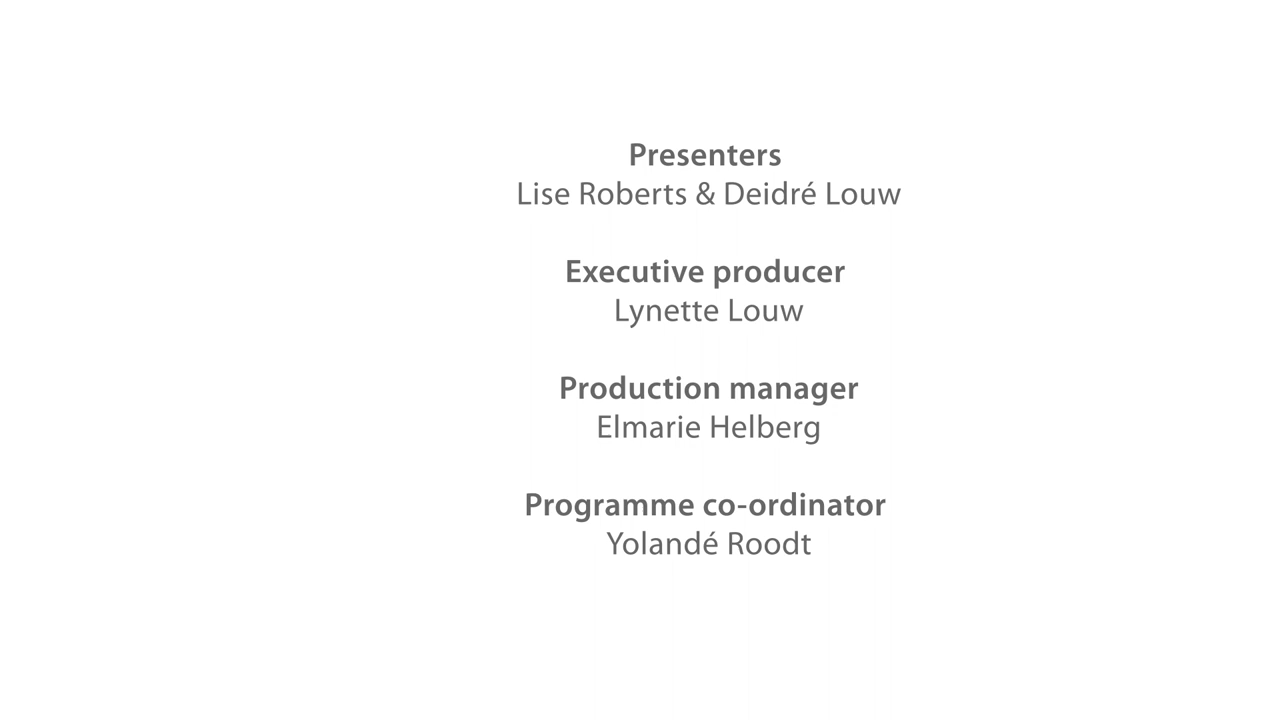 Presenters
Lise Roberts & Deidré Louw
Executive producer
Lynette Louw
Production manager
Elmarie Helberg
Programme co-ordinator
Yolandé Roodt